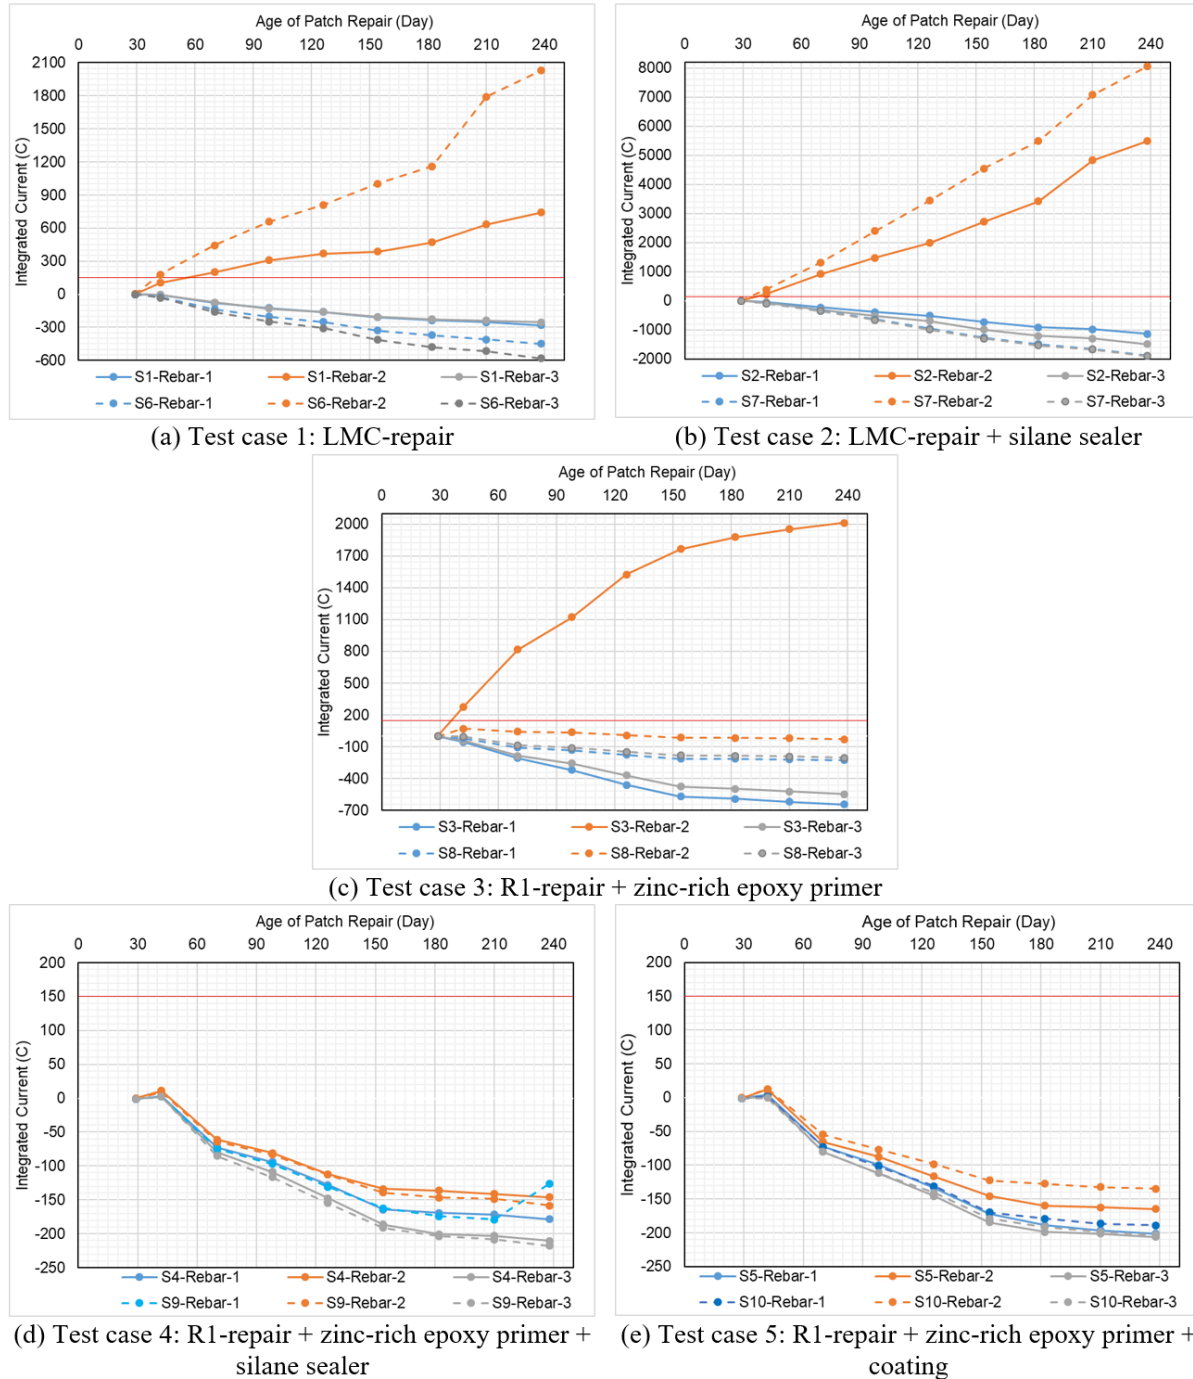 Age of Patch Repair (Day)
0 30 60 90 120 150 180 210 240
2100
1800
1500
1200
900
600
300
0
-300
-600
Integrated Current (C)
S1-Rebar-1 S1-Rebar-2 S1-Rebar-3
S6-Rebar-1 S6-Rebar-2 S6-Rebar-3
(a) Test case 1: LMC-repair
Age of Patch Repair (Day)
0 30 60 90 120 150 180 210 240
8000
7000
6000
5000
4000
3000
2000
1000
0
-1000
-2000
Integrated Current (C)
S2-Rebar-1 S2-Rebar-2 S2-Rebar-3
S7-Rebar-1 S7-Rebar-2 S7-Rebar-3
(b) Test case 2: LMC-repair + silane sealer
Age of Patch Repair (Day)
0 30 60 90 120 150 180 210 240
2000
1700
1400
1100
800
500
200
-100
-400
-700
Integrated Current (C)
S3-Rebar-1 S3-Rebar-2 S3-Rebar-3
S8-Rebar-1 S8-Rebar-2 S8-Rebar-3
(c) Test case 3: R1-repair + zinc-rich epoxy primer
Age of Patch Repair (Day)
0 30 60 90 120 150 180 210 240
200
150
100
50
0
-50
-100
-150
-200
-250
Integrated Current (C)
S4-Rebar-1 S4-Rebar-2 S4-Rebar-3
S9-Rebar-1 S9-Rebar-2 S9-Rebar-3
(d) Test case 4: R1-repair + zinc-rich epoxy primer +
silane sealer
Age of Patch Repair (Day)
0 30 60 90 120 150 180 210 240
200
150
100
50
0
-50
-100
-150
-200
-250
Integrated Current (C)
S5-Rebar-1 S5-Rebar-2 S5-Rebar-3
S10-Rebar-1 S10-Rebar-2 S10-Rebar-3
(e) Test case 5: R1-repair + zinc-rich epoxy primer +
coating